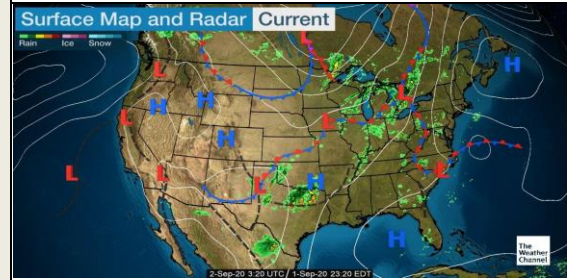 Surface Map and Radar Current
Rain Ice Snow
L
H
L
H
H
H
L
L
L
H
L
L
L
L
H
H
The
Weather
Channel
2-Sep-20 3:20 UTC / 1-Sep-20 23:20 EDT